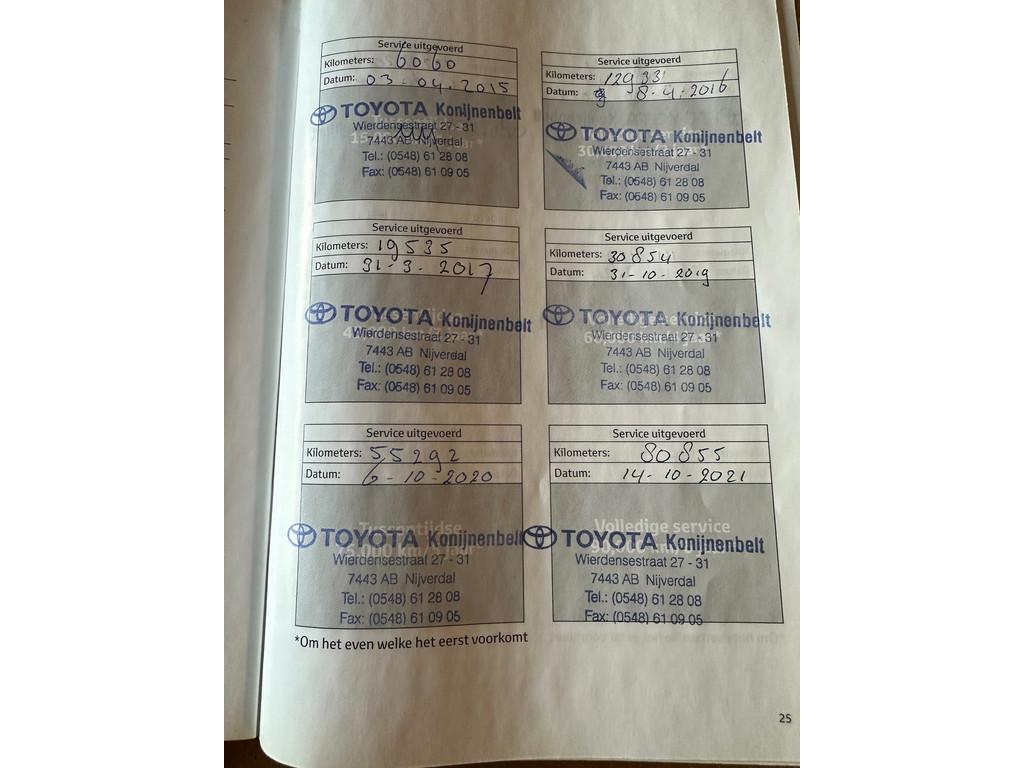 Service uitgevoerd
Kilometers: 6060
Datum: 03-04-2015
TOYOTA Konijnenbelt
Wierdensestraat 27 - 31
7443 AB Nijverdal
Tel.: (0548) 61 28 08
Fax: (0548) 61 09 05
Service uitgevoerd
Kilometers: 12933
Datum: 8-4-2016
TOYOTA Konijnenbelt
Wierdensestraat 27 - 31
7443 AB Nijverdal
Tel.: (0548) 61 28 08
Fax: (0548) 61 09 05
Service uitgevoerd
Kilometers: 19535
Datum: 31-3-2017
TOYOTA Konijnenbelt
Wierdensestraat 27 - 31
7443 AB Nijverdal
Tel.: (0548) 61 28 08
Fax: (0548) 61 09 05
Service uitgevoerd
Kilometers: 30854
Datum: 31-10-2019
TOYOTA Konijnenbelt
Wierdensestraat 27 - 31
7443 AB Nijverdal
Tel.: (0548) 61 28 08
Fax: (0548) 61 09 05
Service uitgevoerd
Kilometers: 55292
Datum: 6-10-2020
Tussentijdse
TOYOTA Konijnenbelt
Wierdensestraat 27 - 31
7443 AB Nijverdal
Tel.: (0548) 61 28 08
Fax: (0548) 61 09 05
Service uitgevoerd
Kilometers: 80855
Datum: 14-10-2021
Volledige service
TOYOTA Konijnenbelt
Wierdensestraat 27 - 31
7443 AB Nijverdal
Tel.: (0548) 61 28 08
Fax: (0548) 61 09 05
*Om het even welke het eerst voorkomt
25